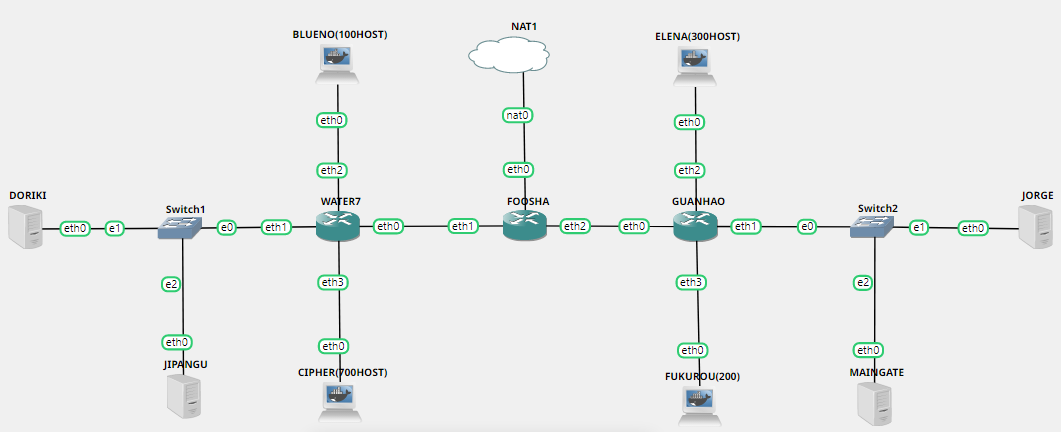 NAT1
BLUENO(100HOST)
ELENA(300HOST)
nat0
eth0
eth0
eth2
eth0
eth2
DORIKI
JORGE
Switch1
WATER7
FOOSHA
GUANHAO
Switch2
eth0
e1
e0
eth1
eth0
eth1
eth2
eth0
eth1
e0
e1
eth0
e2
eth3
eth3
e2
eth0
eth0
eth0
eth0
JIPANGU
CIPHER(700HOST)
FUKUROU(200)
MAINGATE